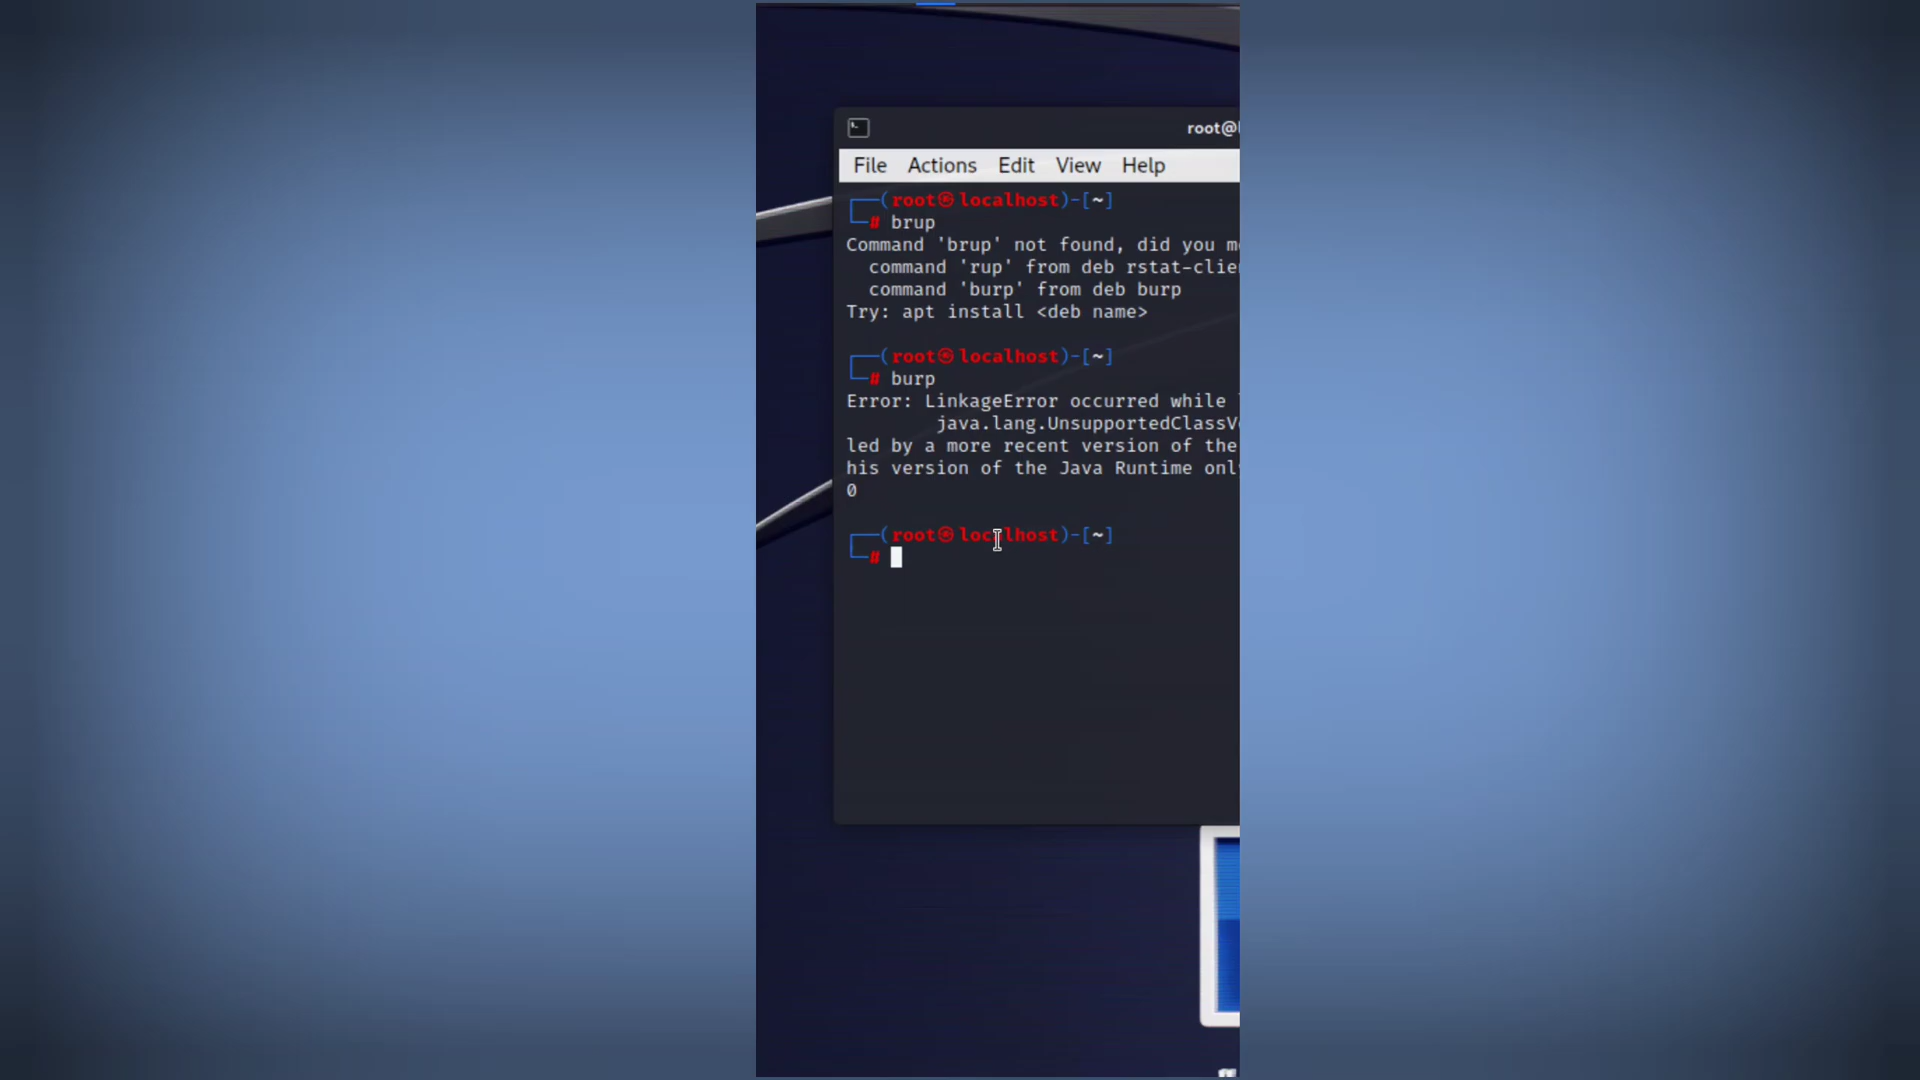 root@
File Actions Edit View Help
┌──(root㉿localhost)-[~]
└─# brup
Command 'brup' not found, did you m
command 'rup' from deb rstat-clie
command 'burp' from deb burp
Try: apt install <deb name>
┌──(root㉿localhost)-[~]
└─# burp
Error: LinkageError occurred while
java.lang.UnsupportedClassV
led by a more recent version of the
his version of the Java Runtime onl
0
┌──(root㉿localhost)-[~]
└─#